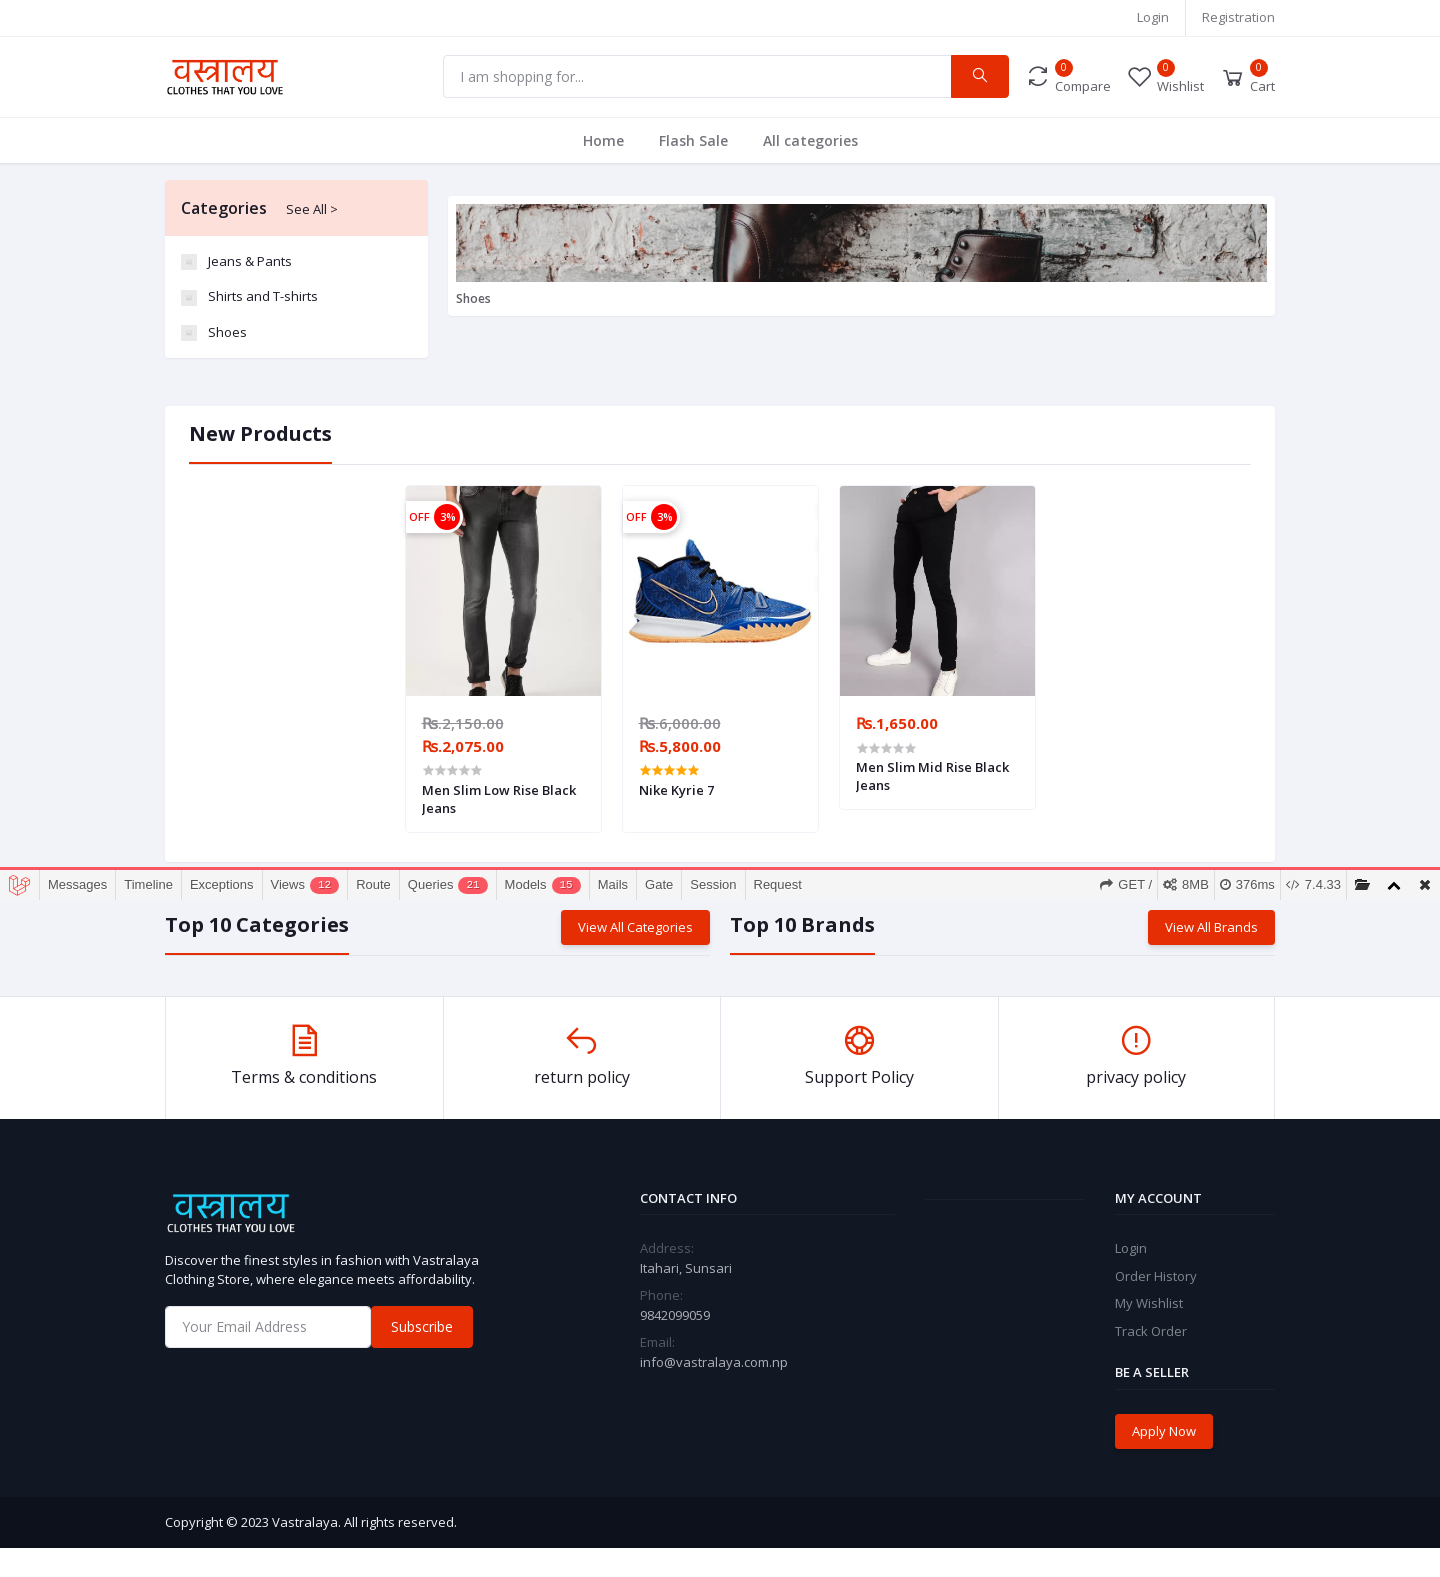 Login
Registration
वस्त्रालय
CLOTHES THAT YOU LOVE
I am shopping for...
0
Compare
0
Wishlist
0
Cart
Home
Flash Sale
All categories
Categories
See All >
Jeans & Pants
Shirts and T-shirts
Shoes
Shoes
New Products
OFF 3%
₨.2,150.00
₨.2,075.00
Men Slim Low Rise Black
Jeans
OFF 3%
₨.6,000.00
₨.5,800.00
Nike Kyrie 7
₨.1,650.00
Men Slim Mid Rise Black
Jeans
Messages
Timeline
Exceptions
Views 12
Route
Queries 21
Models 15
Mails
Gate
Session
Request
GET /
8MB
376ms
7.4.33
Top 10 Categories
View All Categories
Top 10 Brands
View All Brands
Terms & conditions
return policy
Support Policy
privacy policy
वस्त्रालय
CLOTHES THAT YOU LOVE
Discover the finest styles in fashion with Vastralaya
Clothing Store, where elegance meets affordability.
Your Email Address
Subscribe
CONTACT INFO
Address:
Itahari, Sunsari
Phone:
9842099059
Email:
info@vastralaya.com.np
MY ACCOUNT
Login
Order History
My Wishlist
Track Order
BE A SELLER
Apply Now
Copyright © 2023 Vastralaya. All rights reserved.